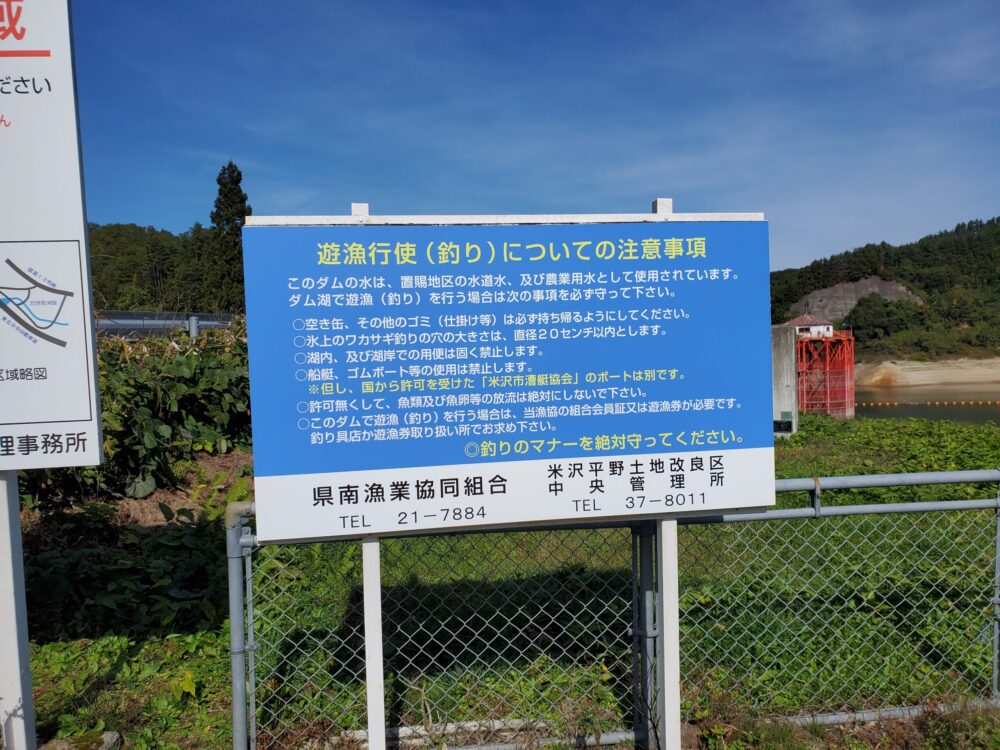 域
ださい
ん
区域略図
理事務所
遊漁行使（釣り）についての注意事項
このダムの水は、置賜地区の水道水、及び農業用水として使用されています。
ダム湖で遊漁（釣り）を行う場合は次の事項を必ず守って下さい。
○空き缶、その他のゴミ（仕掛け等）は必ず持ち帰るようにしてください。
○氷上のワカサギ釣りの穴の大きさは、直径20センチ以内とします。
○湖内、及び湖岸での用便は固く禁止します。
○船艇、ゴムボート等の使用は禁止します。
※但し、国から許可を受けた「米沢市漕艇協会」のボートは別です。
○許可無くして、魚類及び魚卵等の放流は絶対にしないで下さい。
○このダムで遊漁（釣り）を行う場合は、当漁協の組合会員証又は遊漁券が必要です。
釣り具店か遊漁券取り扱い所でお求め下さい。
◎釣りのマナーを絶対守ってください。
県南漁業協同組合
TEL 21－7884
米沢平野土地改良区
中央管理所
TEL 37－8011